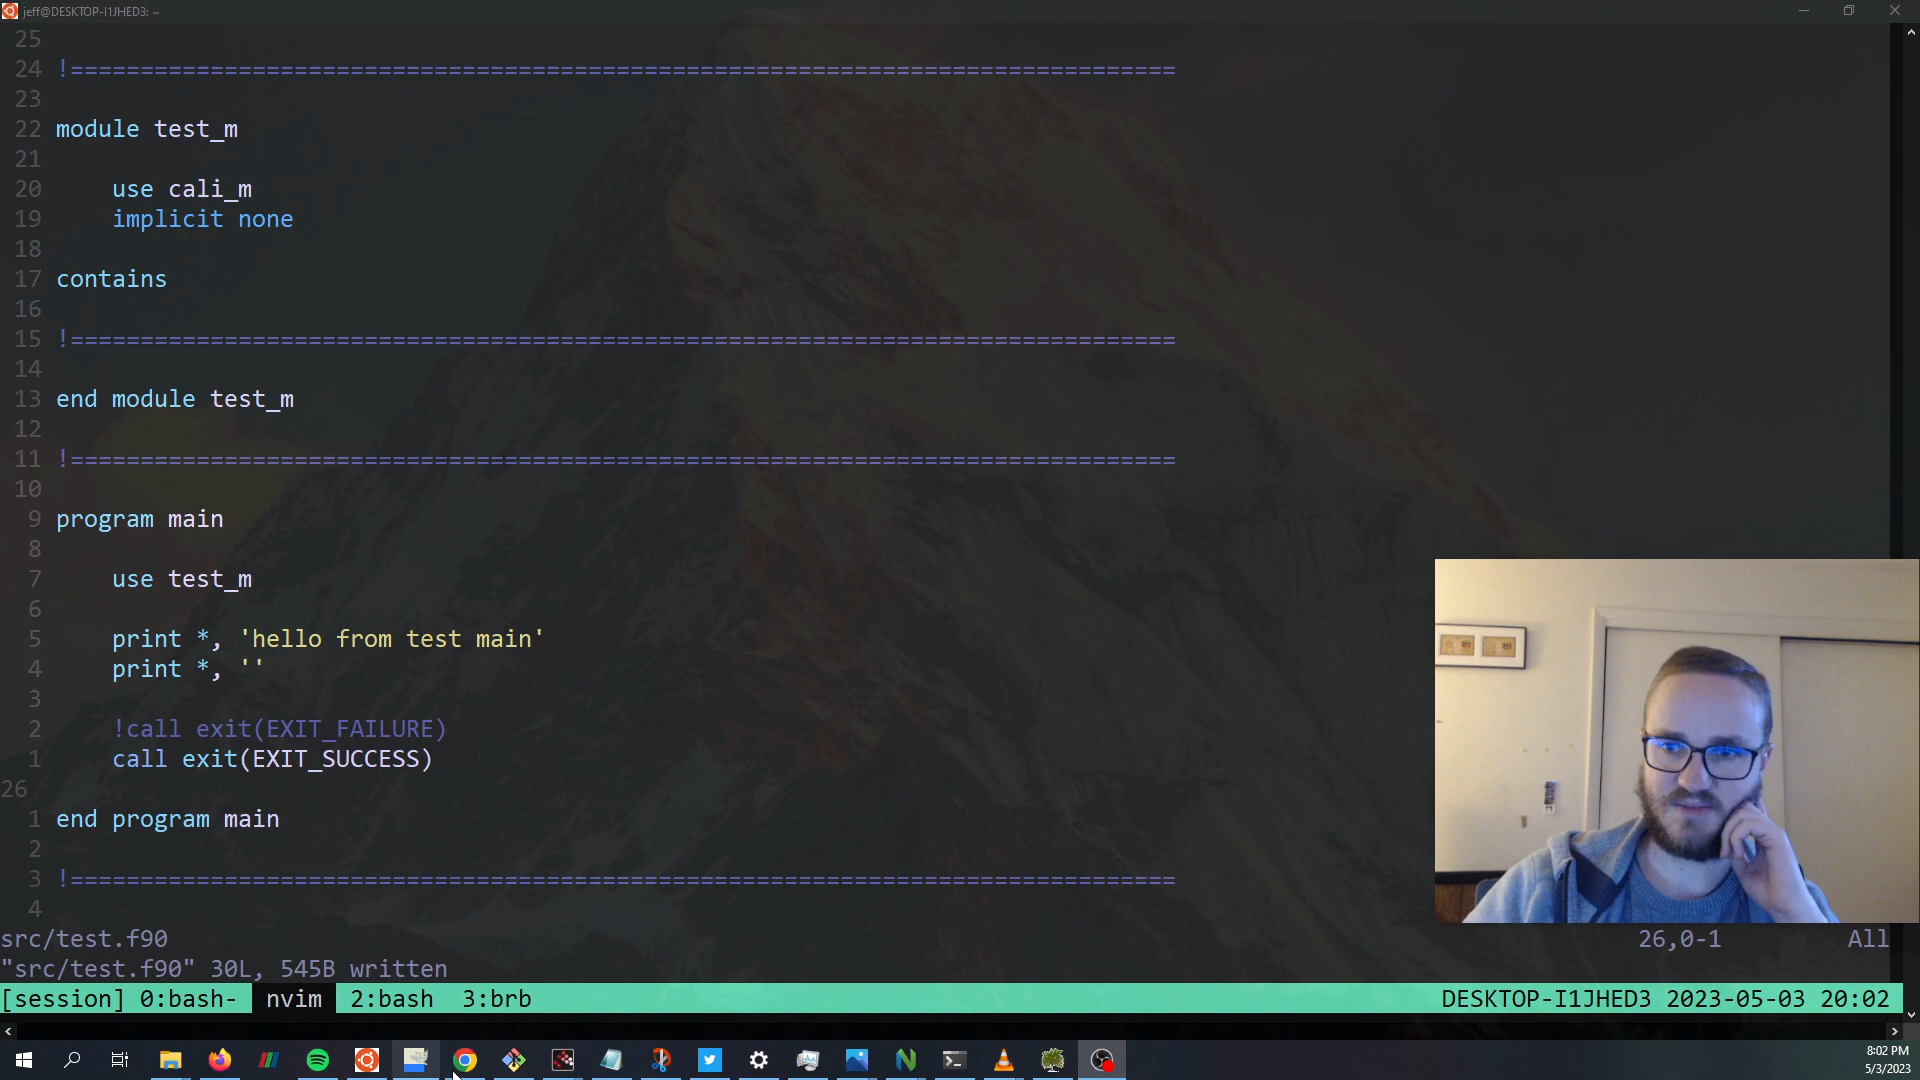 jeff@DESKTOP-I1JHED3: ~
25
24 !===============================================================================
23
22 module test_m
21
20     use cali_m
19     implicit none
18
17 contains
16
15 !===============================================================================
14
13 end module test_m
12
11 !===============================================================================
10
9 program main
8
7     use test_m
6
5     print *, 'hello from test main'
4     print *, ''
3
2     !call exit(EXIT_FAILURE)
1     call exit(EXIT_SUCCESS)
26
1 end program main
2
3 !===============================================================================
4
src/test.f90 26,0-1 All
"src/test.f90" 30L, 545B written
[session] 0:bash- nvim 2:bash 3:brb DESKTOP-I1JHED3 2023-05-03 20:02
8:02 PM
5/3/2023